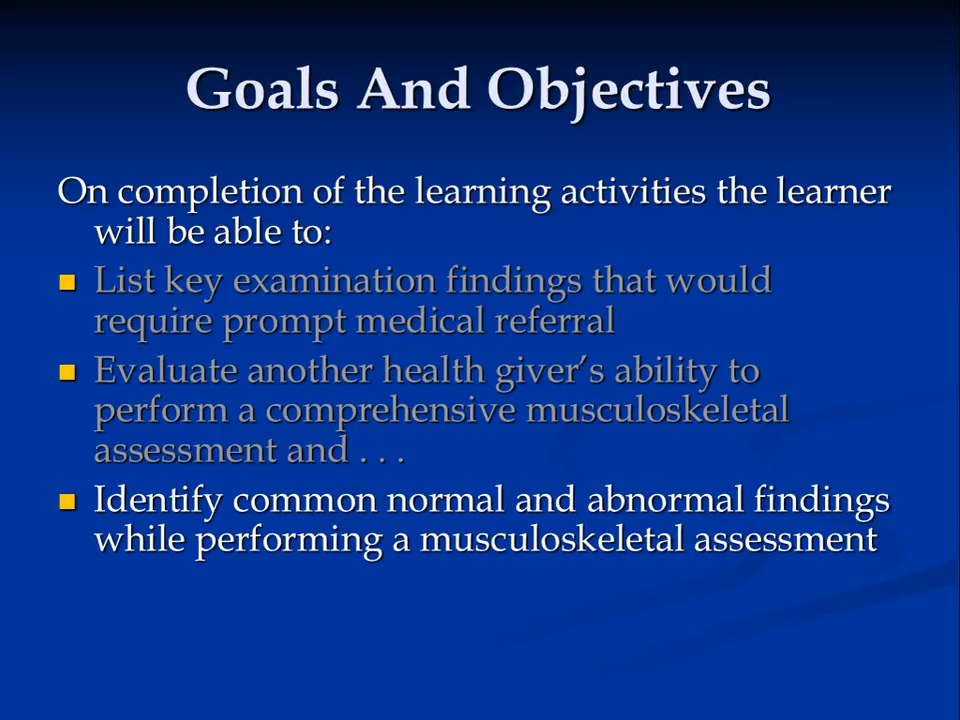 Goals And Objectives
On completion of the learning activities the learner
will be able to:
List key examination findings that would
require prompt medical referral
Evaluate another health giver’s ability to
perform a comprehensive musculoskeletal
assessment and . . .
Identify common normal and abnormal findings
while performing a musculoskeletal assessment